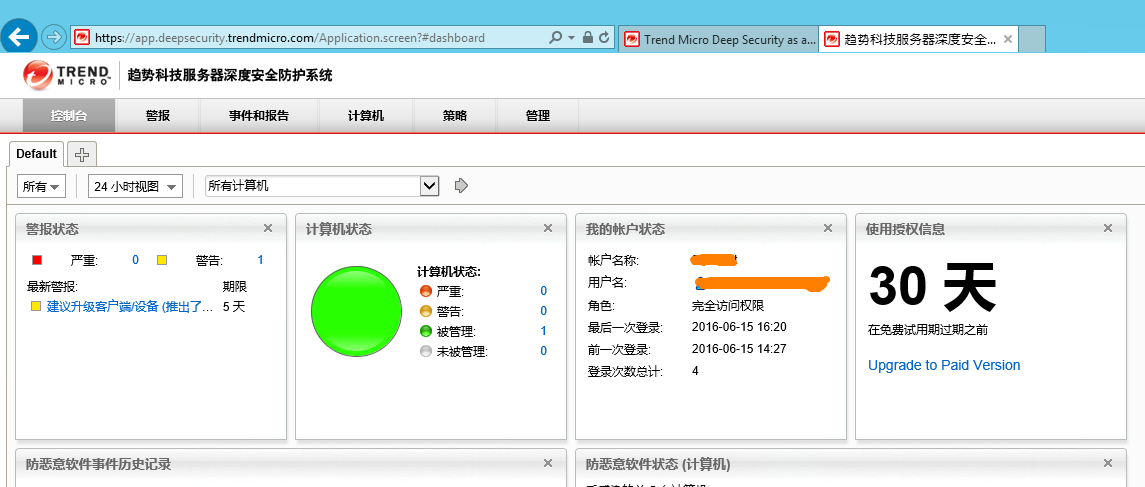 https://app.deepsecurity.trendmicro.com/Application.screen?#dashboard
Trend Micro Deep Security as a...
趋势科技服务器深度安全...
TREND MICRO
趋势科技服务器深度安全防护系统
控制台 警报 事件和报告 计算机 策略 管理
Default
所有 24 小时视图 所有计算机
警报状态
严重: 0 警告: 1
最新警报: 期限
建议升级客户端/设备 (推出了... 5 天
计算机状态
计算机状态:
严重: 0
警告: 0
被管理: 1
未被管理: 0
我的帐户状态
帐户名称:
用户名:
角色: 完全访问权限
最后一次登录: 2016-06-15 16:20
前一次登录: 2016-06-15 14:27
登录次数总计: 4
使用授权信息
30 天
在免费试用期过期之前
Upgrade to Paid Version
防恶意软件事件历史记录
防恶意软件状态 (计算机)